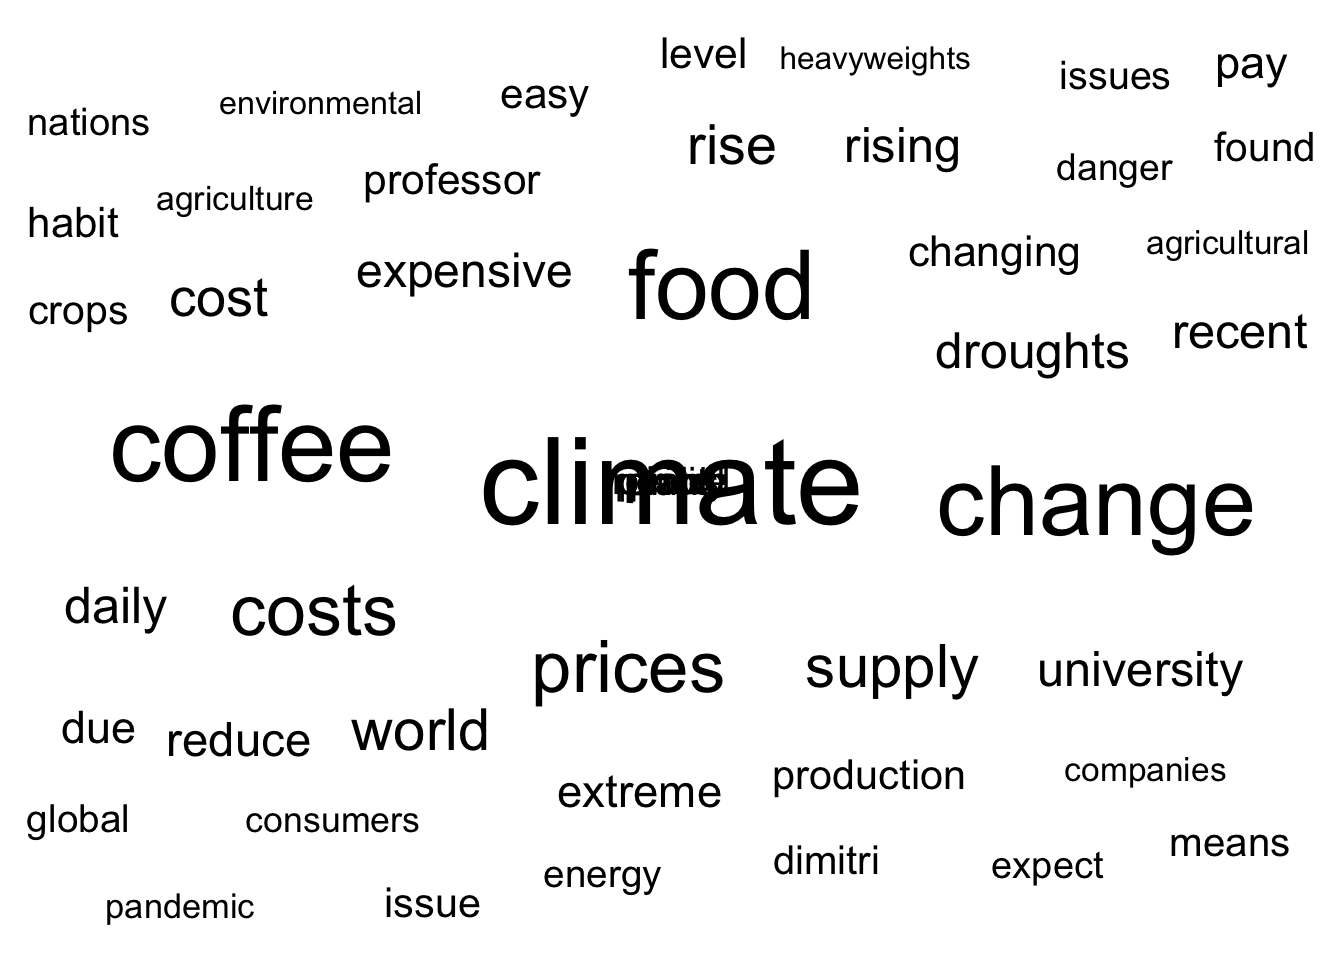 level heavyweights issues pay
nations environmental easy
rise rising danger found
habit agriculture professor
changing agricultural
crops cost expensive food
droughts recent
coffee climate change
daily costs
prices supply university
due reduce world
extreme production companies
global consumers
energy dimitri expect means
pandemic issue